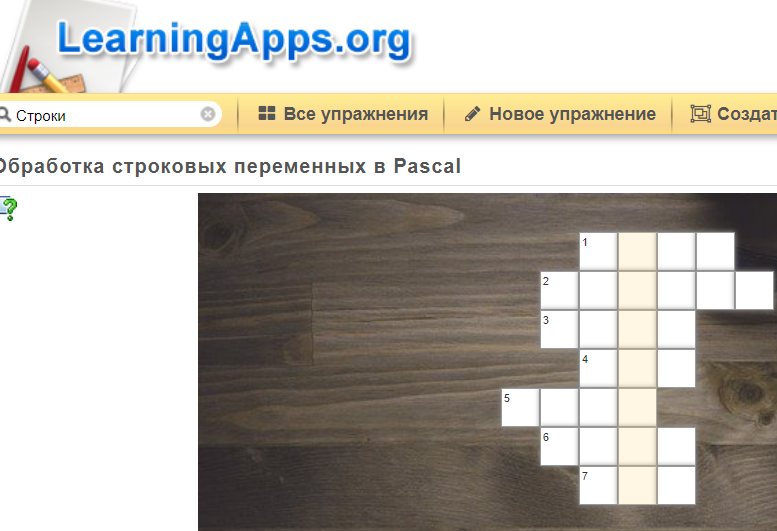 LearningApps.org
Строки
Все упражнения
Новое упражнение
Создат
Обработка строковых переменных в Pascal
1
2
3
4
5
6
7